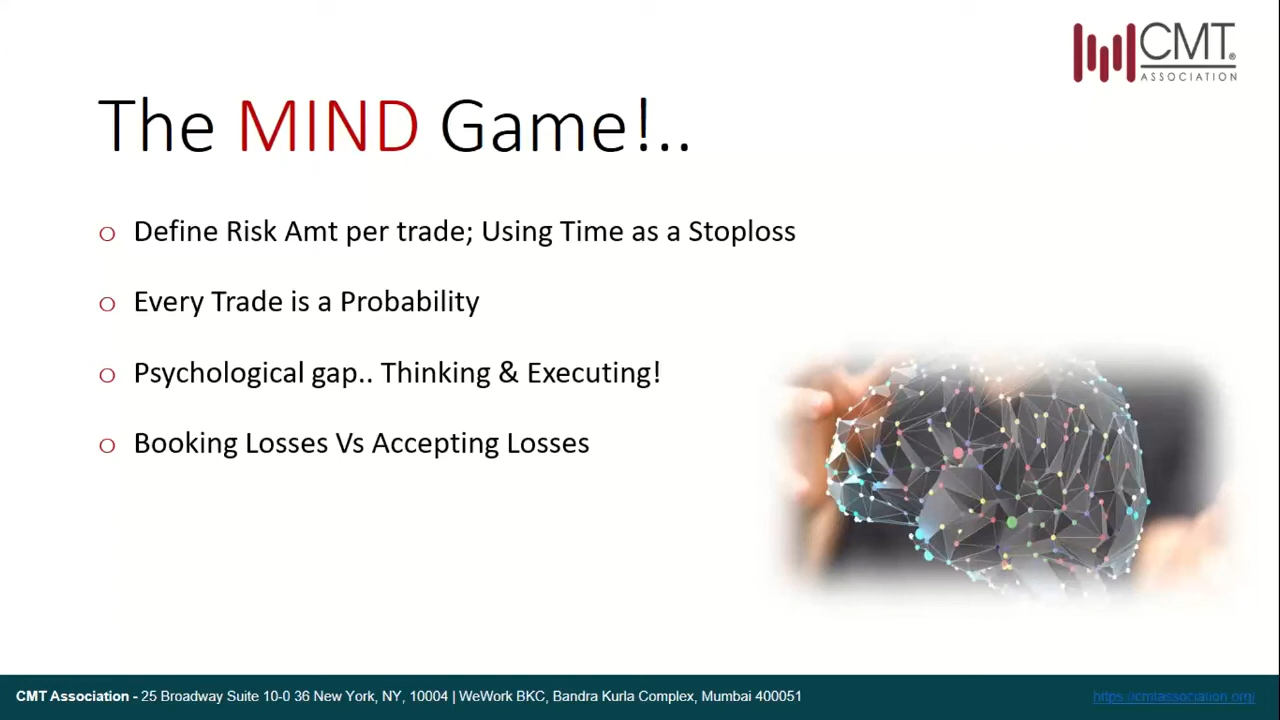 CMT®
ASSOCIATION
The MIND Game!..
o Define Risk Amt per trade; Using Time as a Stoploss
o Every Trade is a Probability
o Psychological gap.. Thinking & Executing!
o Booking Losses Vs Accepting Losses
CMT Association - 25 Broadway Suite 10-0 36 New York, NY, 10004 | WeWork BKC, Bandra Kurla Complex, Mumbai 400051
https://cmtassociation.org/